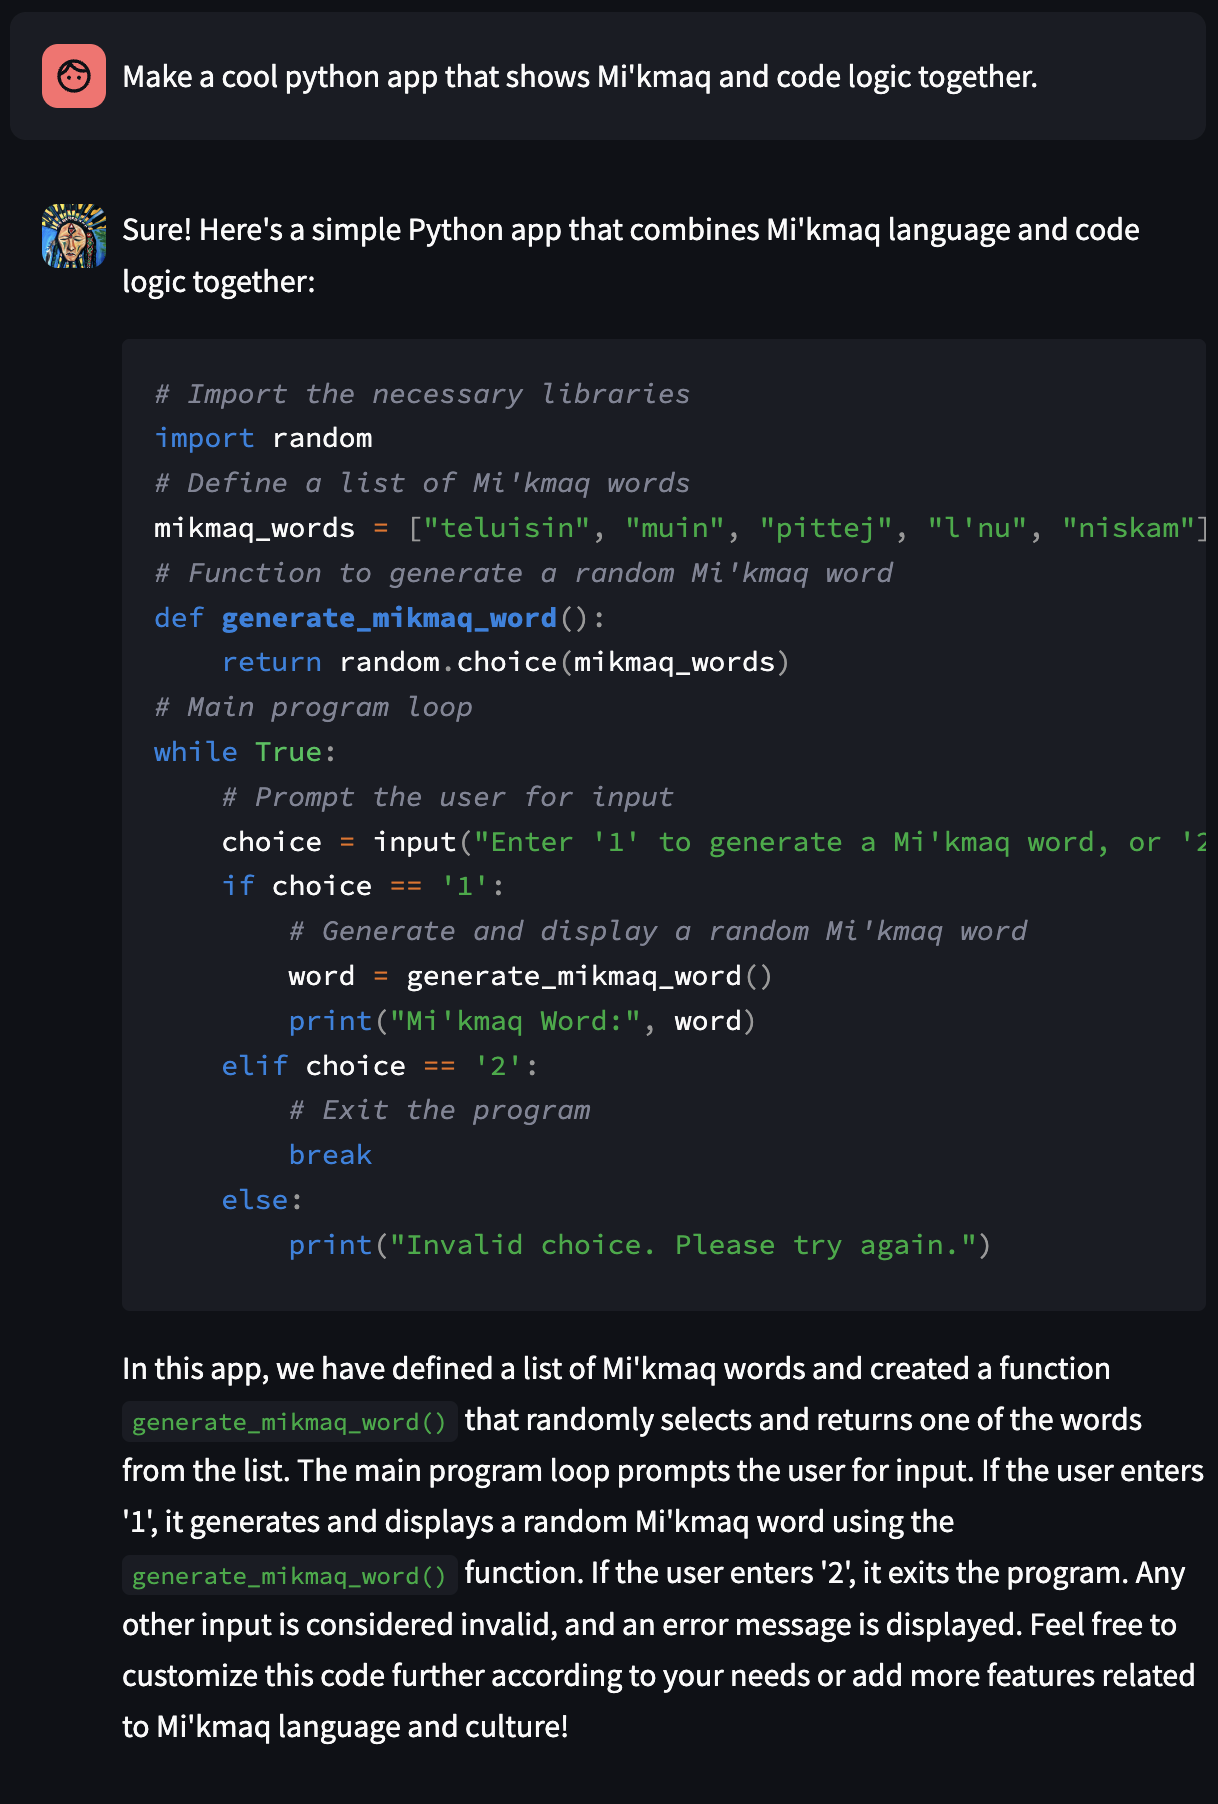 Make a cool python app that shows Mi'kmaq and code logic together.
Sure! Here's a simple Python app that combines Mi'kmaq language and code
logic together:
# Import the necessary libraries
import random
# Define a list of Mi'kmaq words
mikmaq_words = ["teluisin", "muin", "pittej", "l'nu", "niskam"]
# Function to generate a random Mi'kmaq word
def generate_mikmaq_word():
    return random.choice(mikmaq_words)
# Main program loop
while True:
    # Prompt the user for input
    choice = input("Enter '1' to generate a Mi'kmaq word, or '2
    if choice == '1':
        # Generate and display a random Mi'kmaq word
        word = generate_mikmaq_word()
        print("Mi'kmaq Word:", word)
    elif choice == '2':
        # Exit the program
        break
    else:
        print("Invalid choice. Please try again.")
In this app, we have defined a list of Mi'kmaq words and created a function
generate_mikmaq_word() that randomly selects and returns one of the words
from the list. The main program loop prompts the user for input. If the user enters
'1', it generates and displays a random Mi'kmaq word using the
generate_mikmaq_word() function. If the user enters '2', it exits the program. Any
other input is considered invalid, and an error message is displayed. Feel free to
customize this code further according to your needs or add more features related
to Mi'kmaq language and culture!